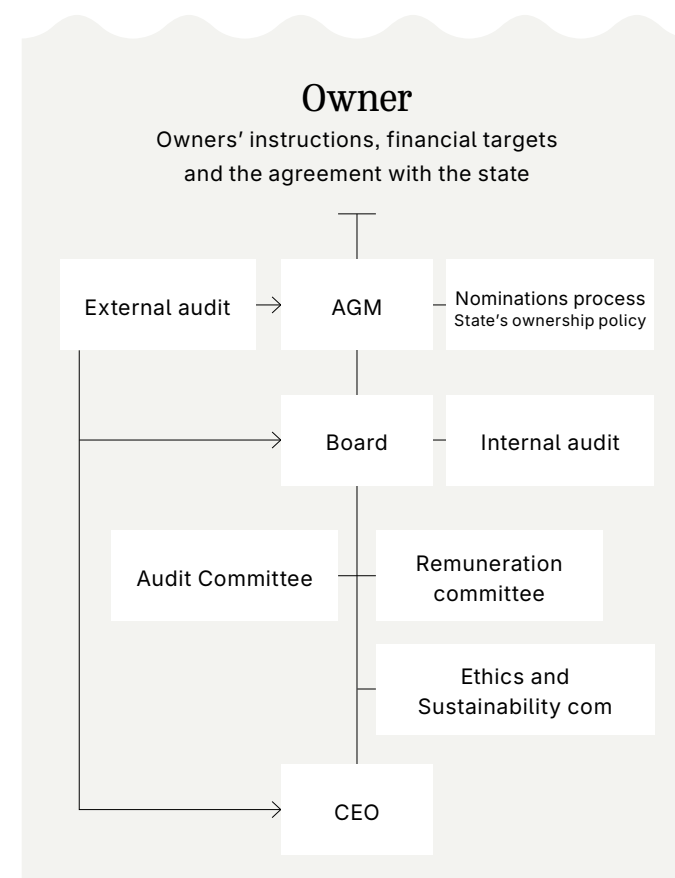 Owner
Owners’ instructions, financial targets
and the agreement with the state
External audit
AGM
Nominations process
State’s ownership policy
Board
Internal audit
Audit Committee
Remuneration
committee
Ethics and
Sustainability com
CEO